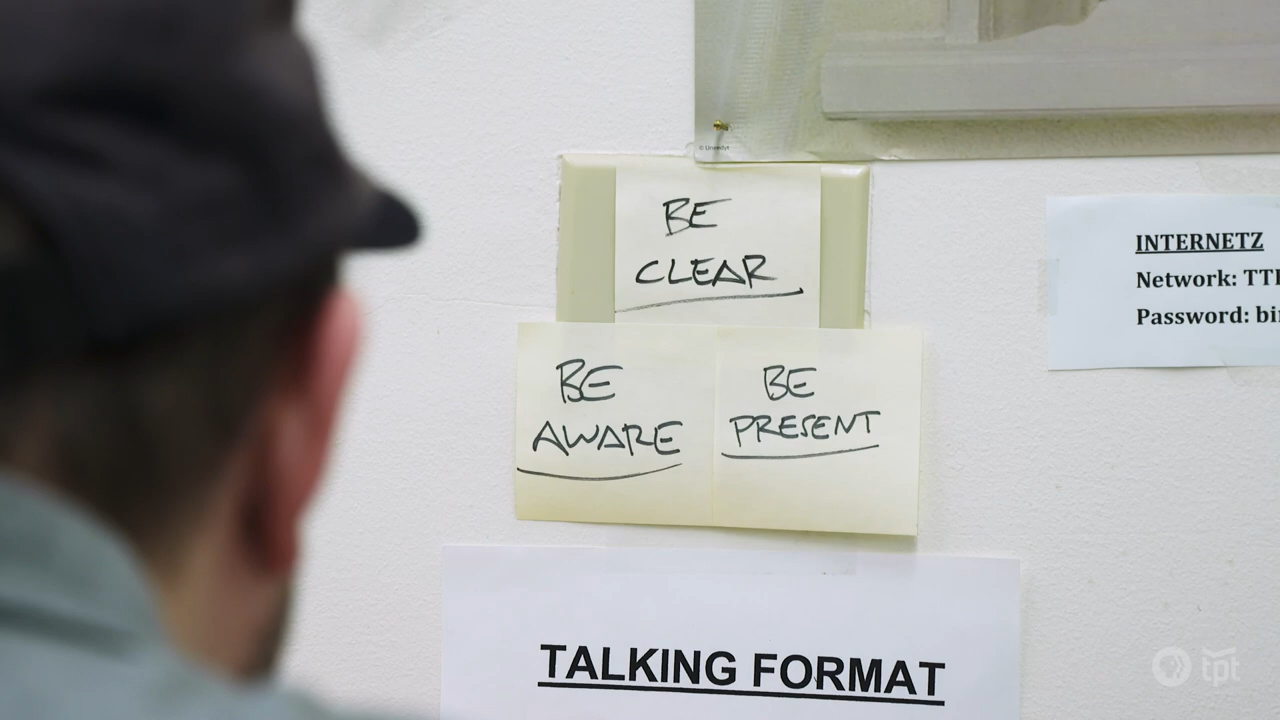 BE
CLEAR
BE
AWARE
BE
PRESENT
INTERNETZ
Network:
Password:
TALKING FORMAT
tpt